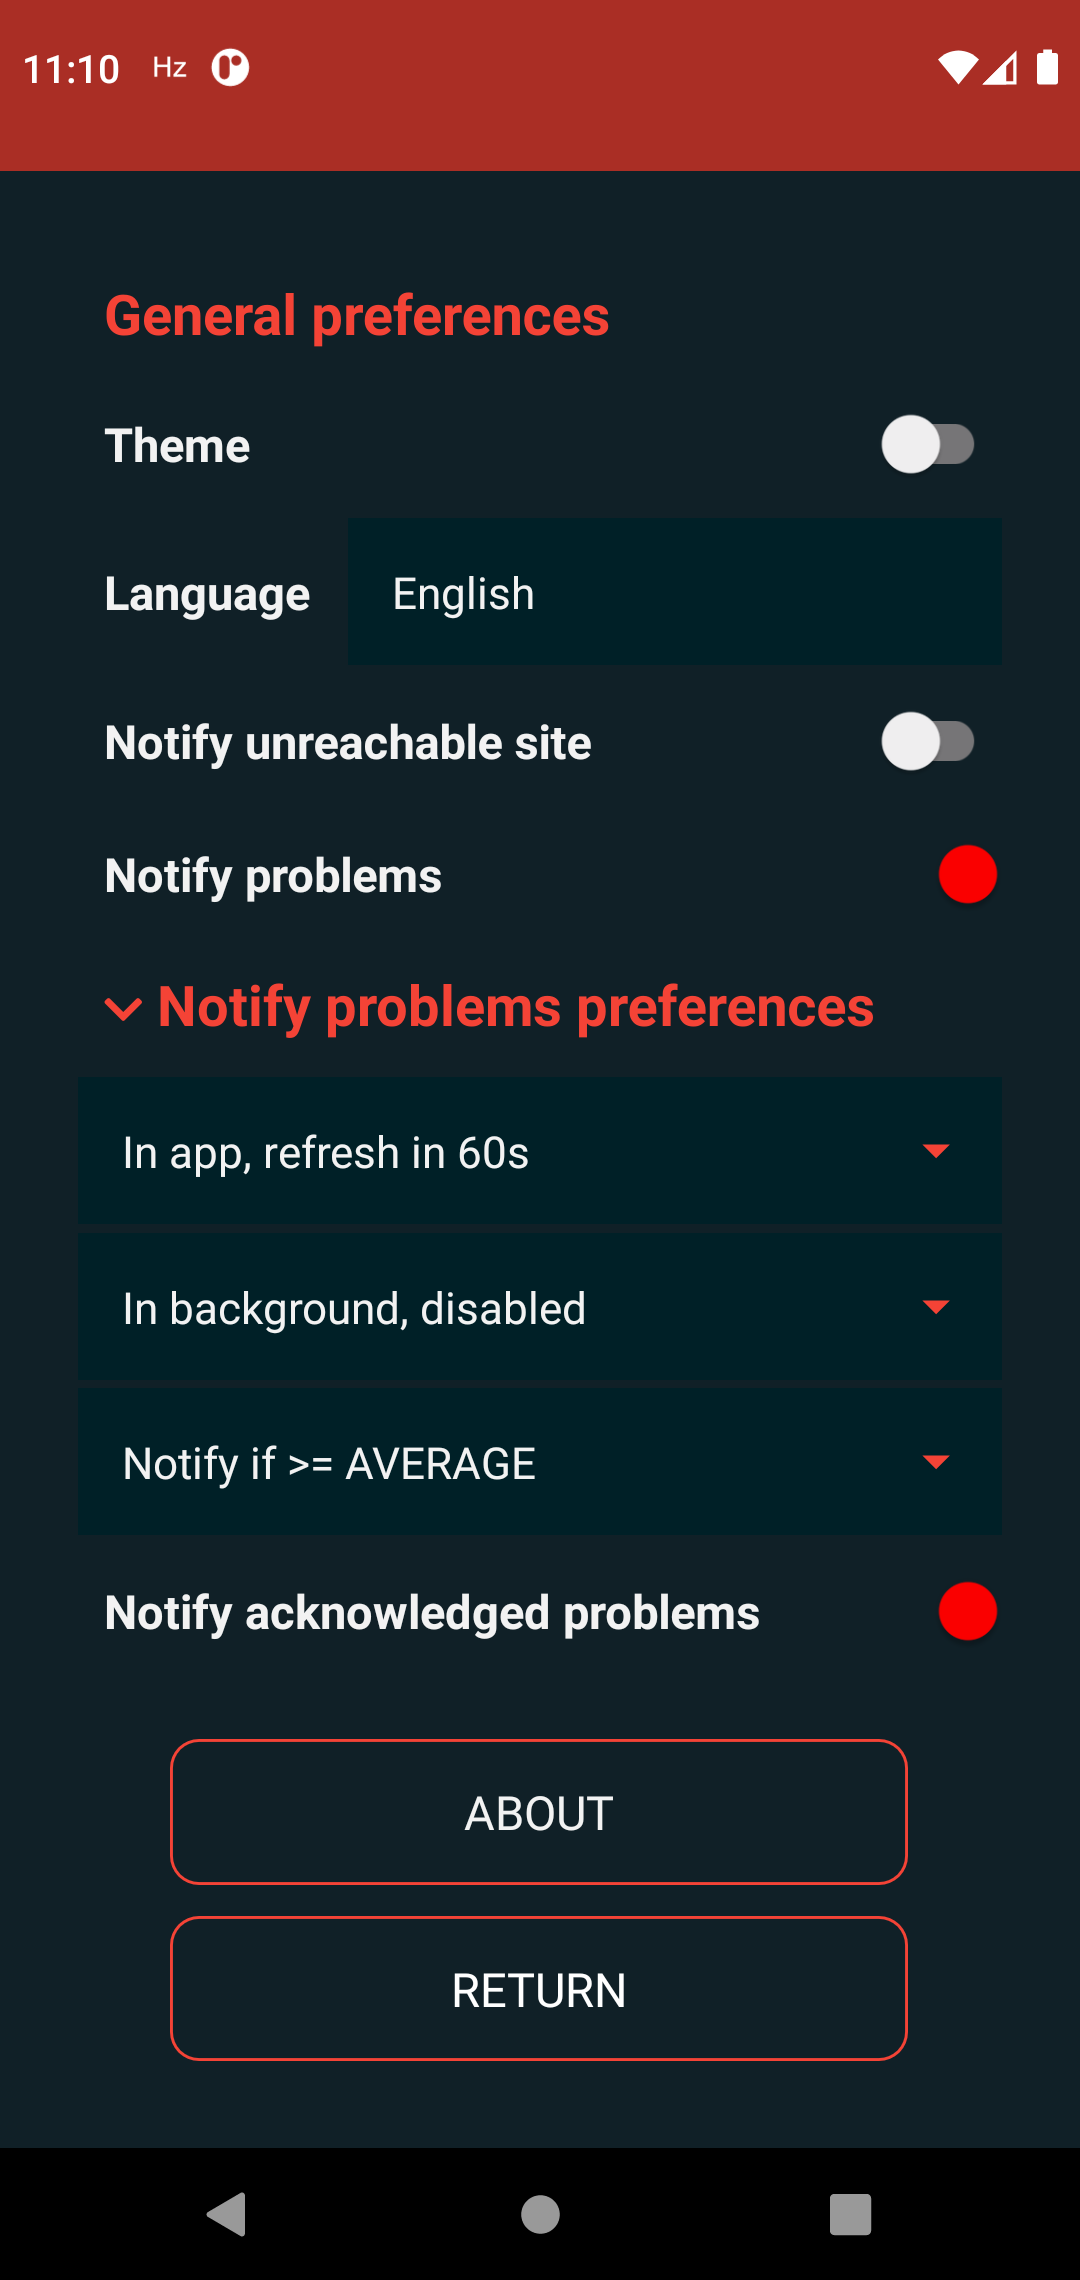 11:10 Hz
General preferences
Theme
Language English
Notify unreachable site
Notify problems
Notify problems preferences
In app, refresh in 60s
In background, disabled
Notify if >= AVERAGE
Notify acknowledged problems
ABOUT
RETURN